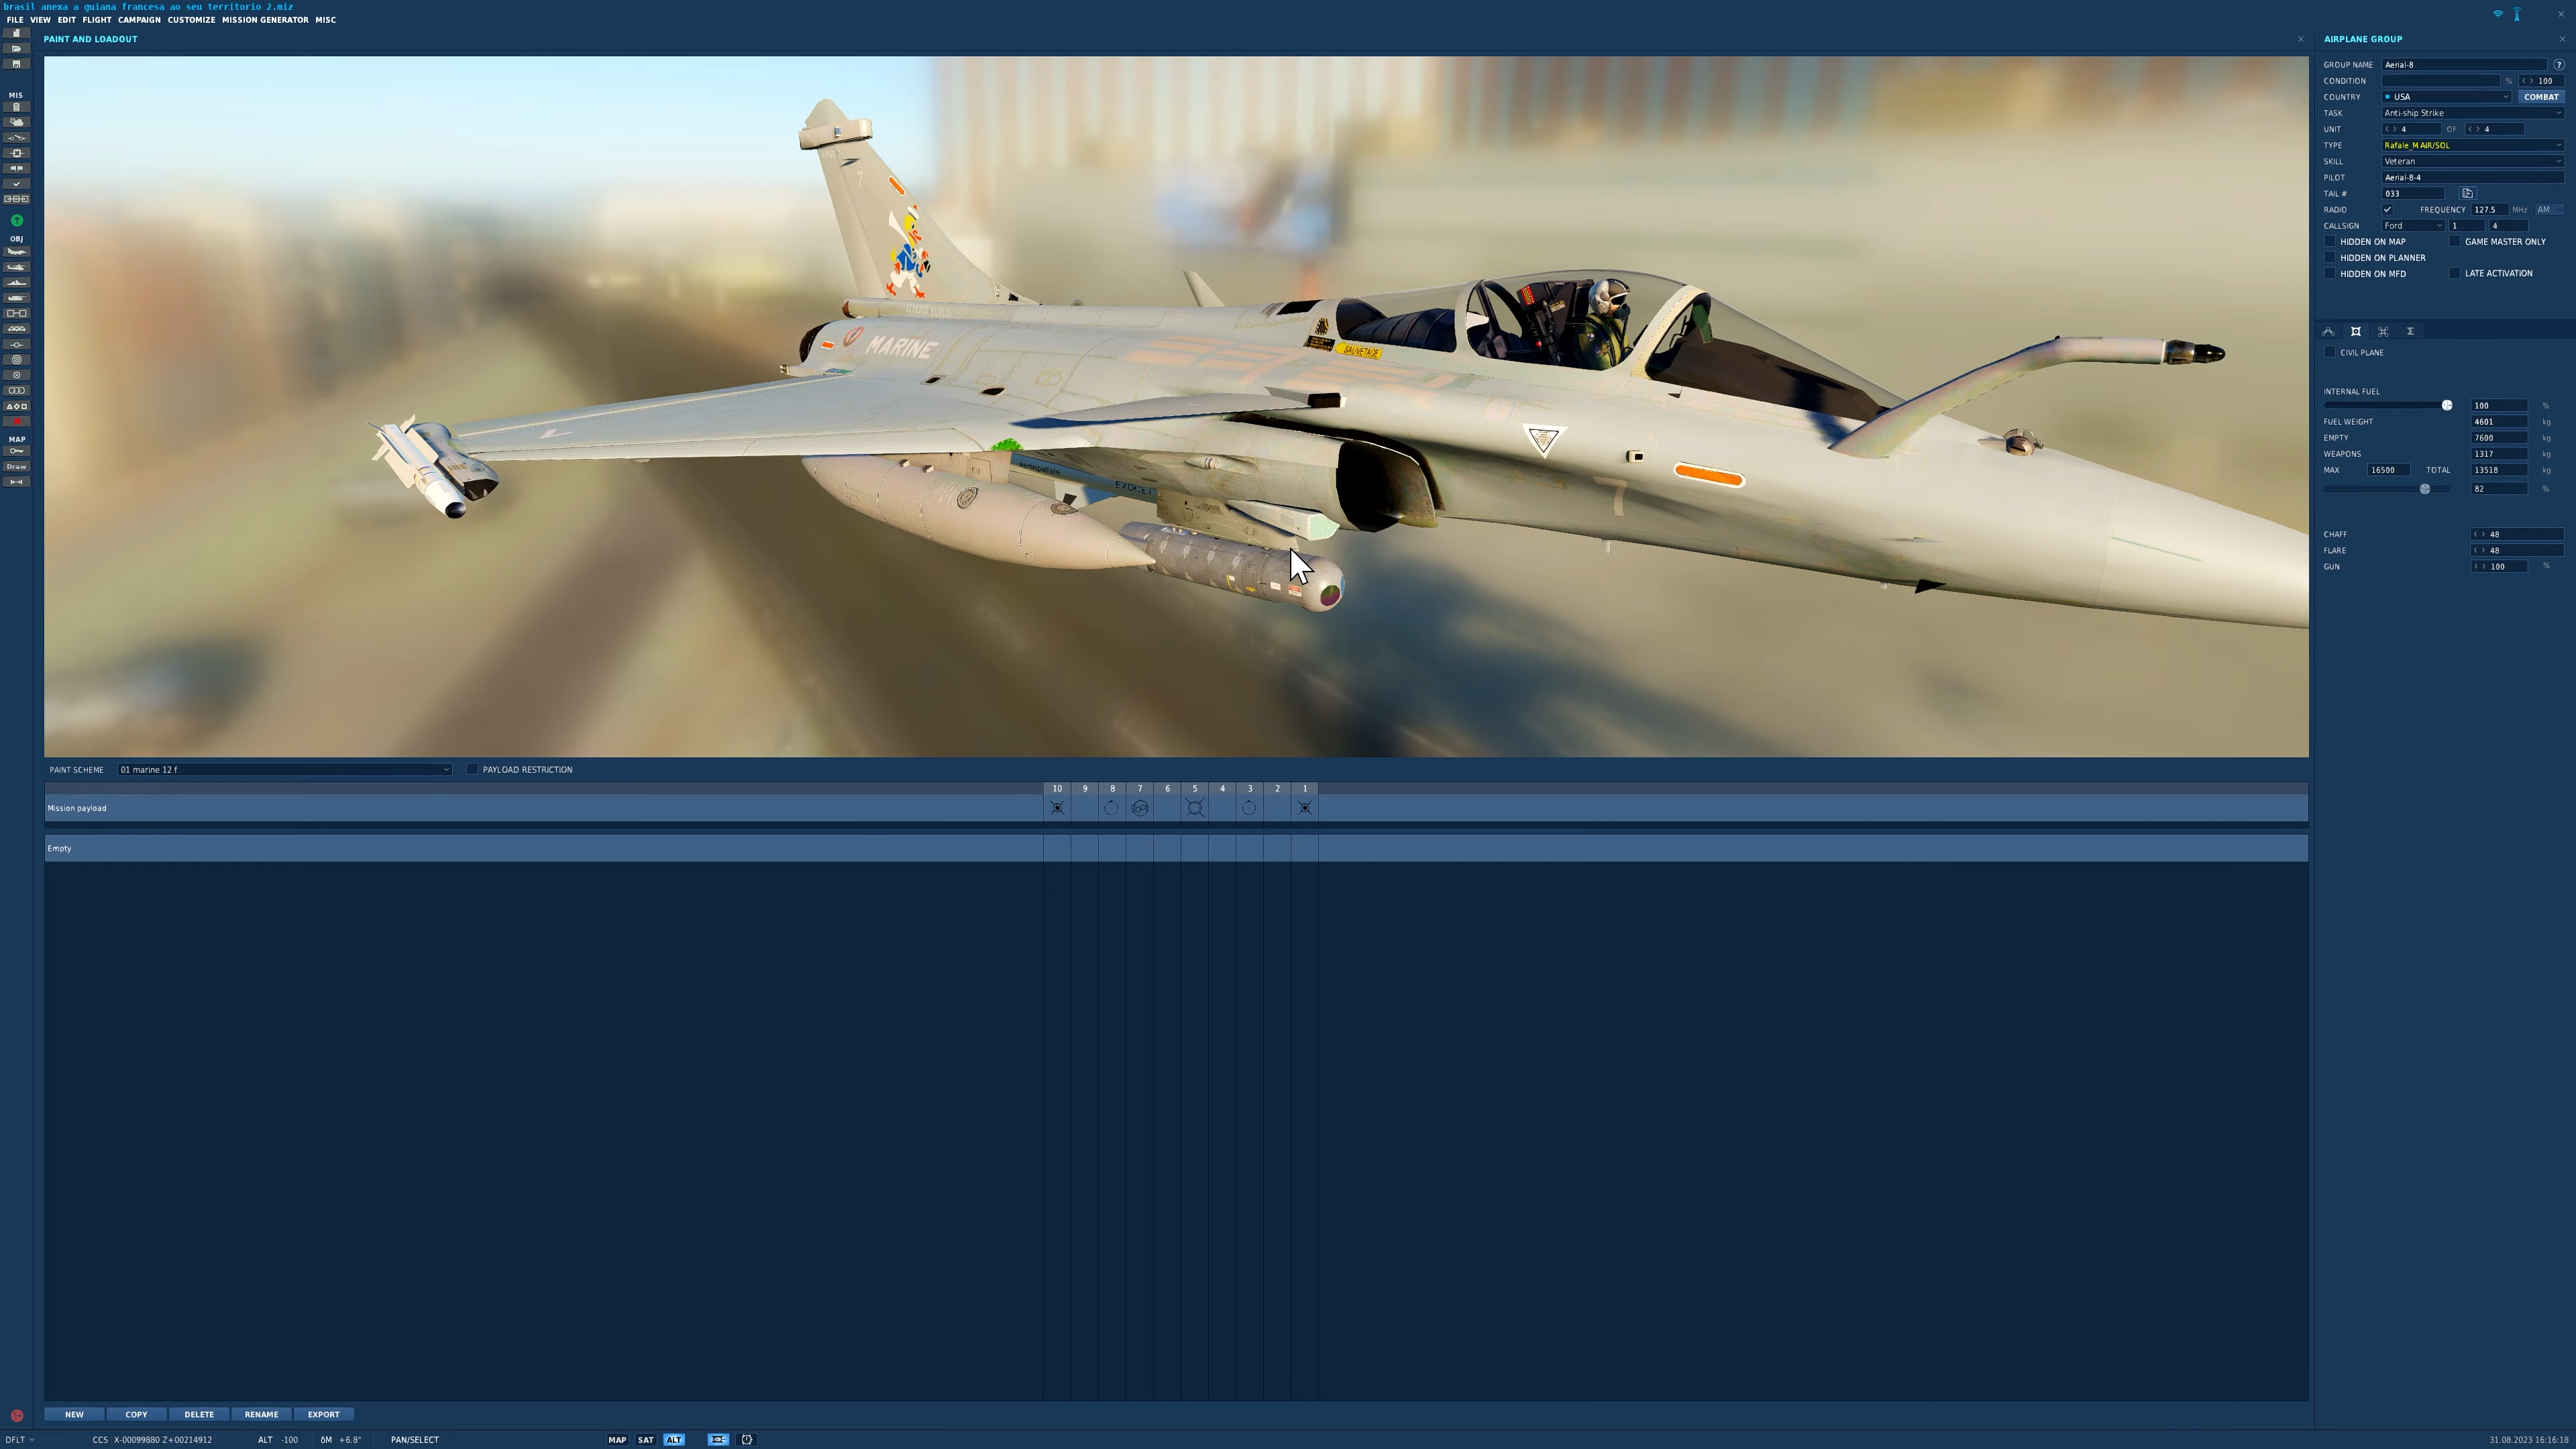 brasil anexa a guiana francesa ao seu territorio 2.miz
FILE VIEW EDIT FLIGHT CAMPAIGN CUSTOMIZE MISSION GENERATOR MISC
PAINT AND LOADOUT
MIS
OBJ
MAP
Draw
MARINE
SAUVETAGE
aerospatiale
EXOCET
7
7
PAINT SCHEME 01 marine 12 f PAYLOAD RESTRICTION
10 9 8 7 6 5 4 3 2 1
Mission payload
Empty
NEW COPY DELETE RENAME EXPORT
DFLT CCS X-00099880 Z+00214912 ALT -100 δM +6.8° PAN/SELECT MAP SAT ALT
31.08.2023 16:16:18
AIRPLANE GROUP
GROUP NAME Aerial-8 ?
CONDITION % 100
COUNTRY USA COMBAT
TASK Anti-ship Strike
UNIT 4 OF 4
TYPE Rafale_M AIR/SOL
SKILL Veteran
PILOT Aerial-8-4
TAIL # 033
RADIO FREQUENCY 127.5 MHz AM
CALLSIGN Ford 1 4
HIDDEN ON MAP GAME MASTER ONLY
HIDDEN ON PLANNER
HIDDEN ON MFD LATE ACTIVATION
CIVIL PLANE
INTERNAL FUEL
100 %
FUEL WEIGHT 4601 kg
EMPTY 7600 kg
WEAPONS 1317 kg
MAX 16500 TOTAL 13518 kg
82 %
CHAFF 48
FLARE 48
GUN 100 %